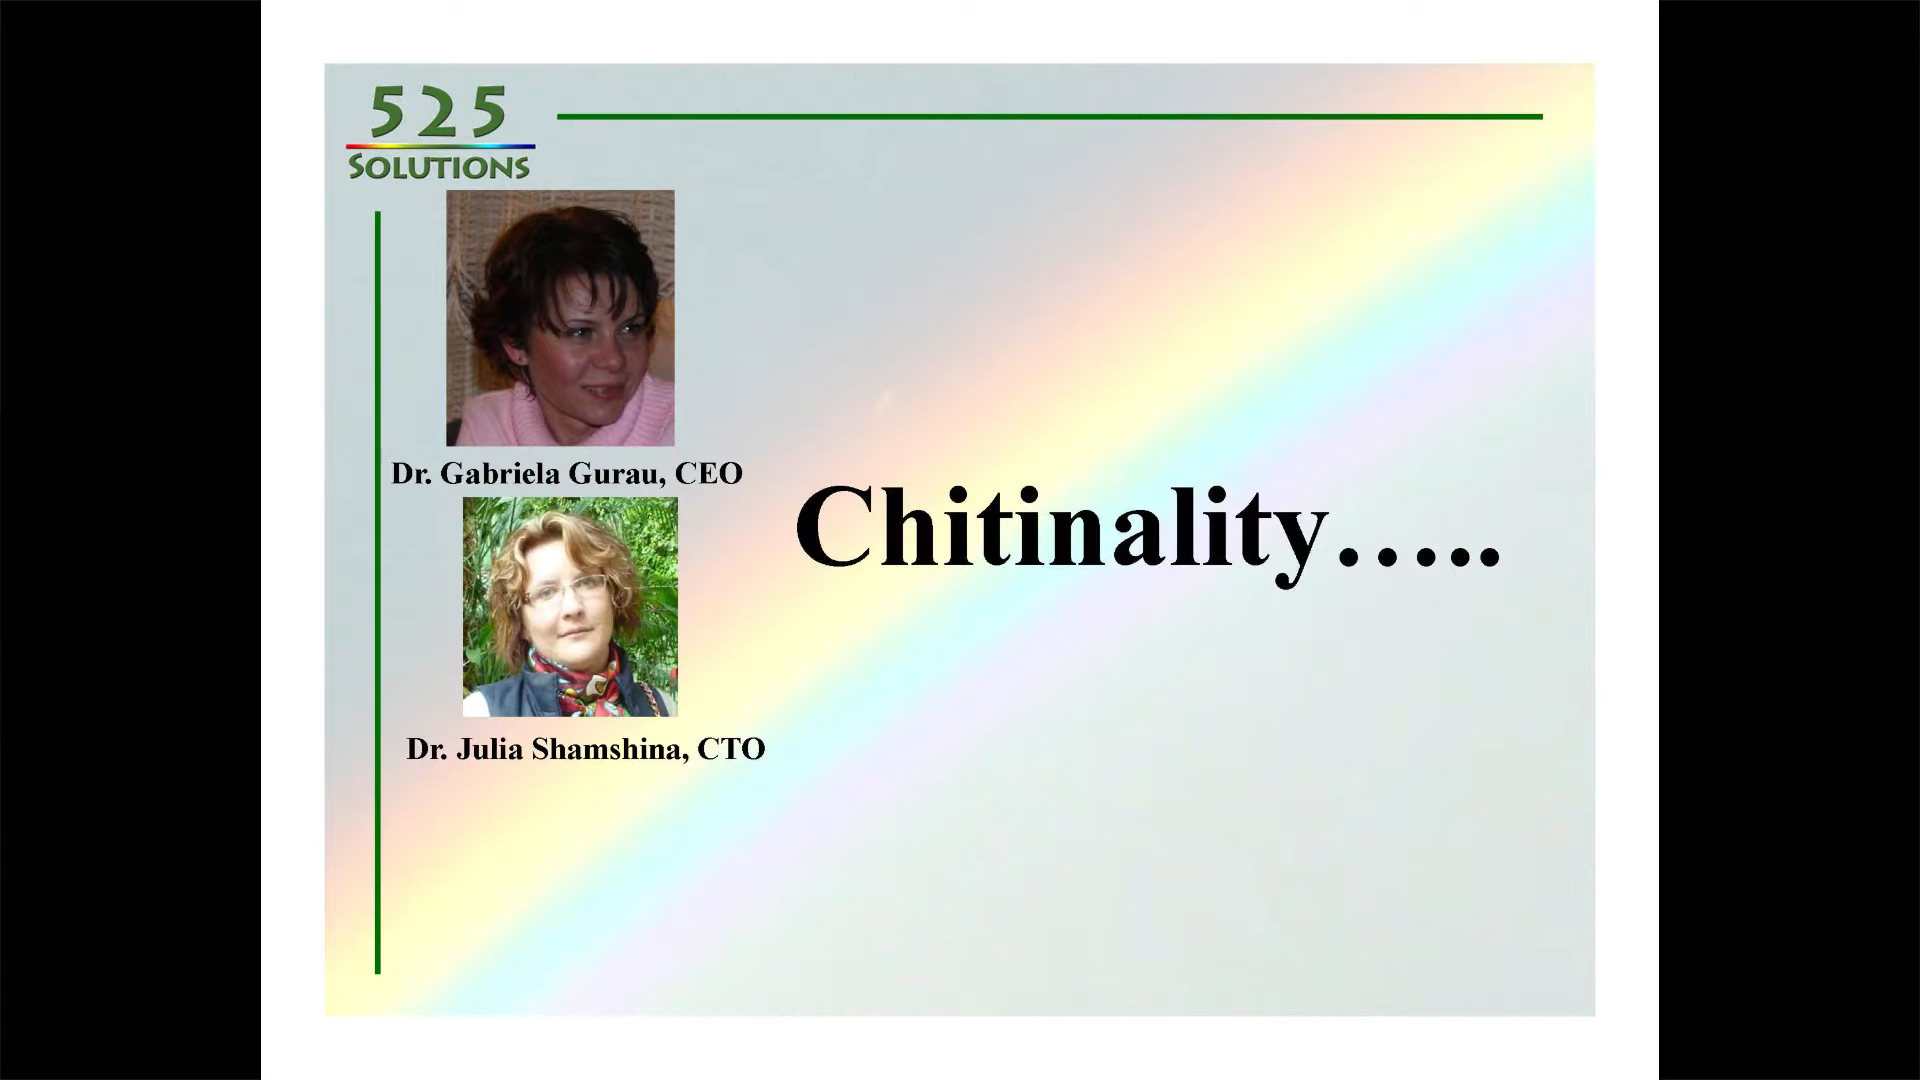 525
SOLUTIONS
Dr. Gabriela Gurau, CEO
Chitinality…..
Dr. Julia Shamshina, CTO